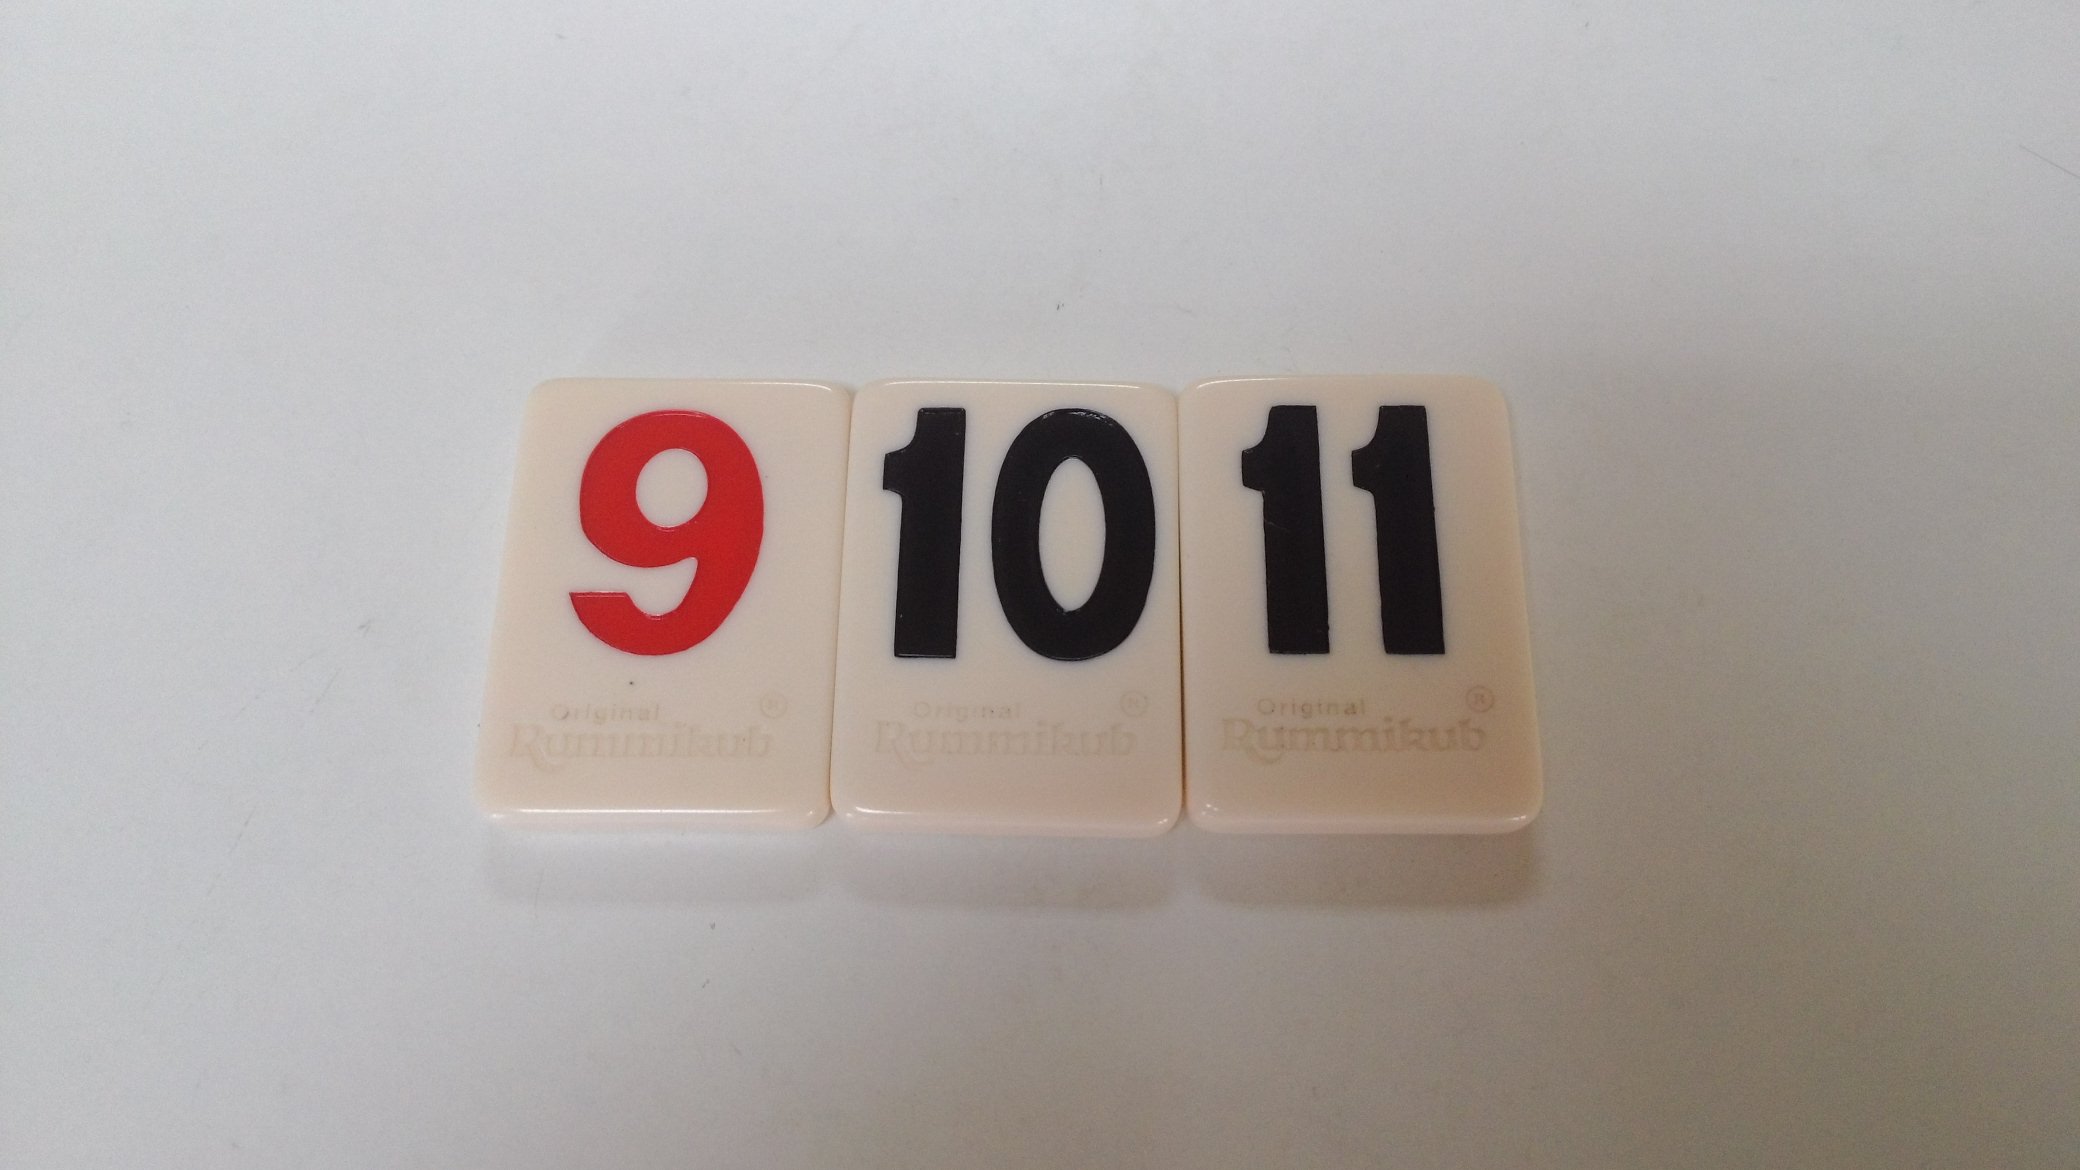 9 10 11
Original ® Original ® Original ®
Rummikub Rummikub Rummikub